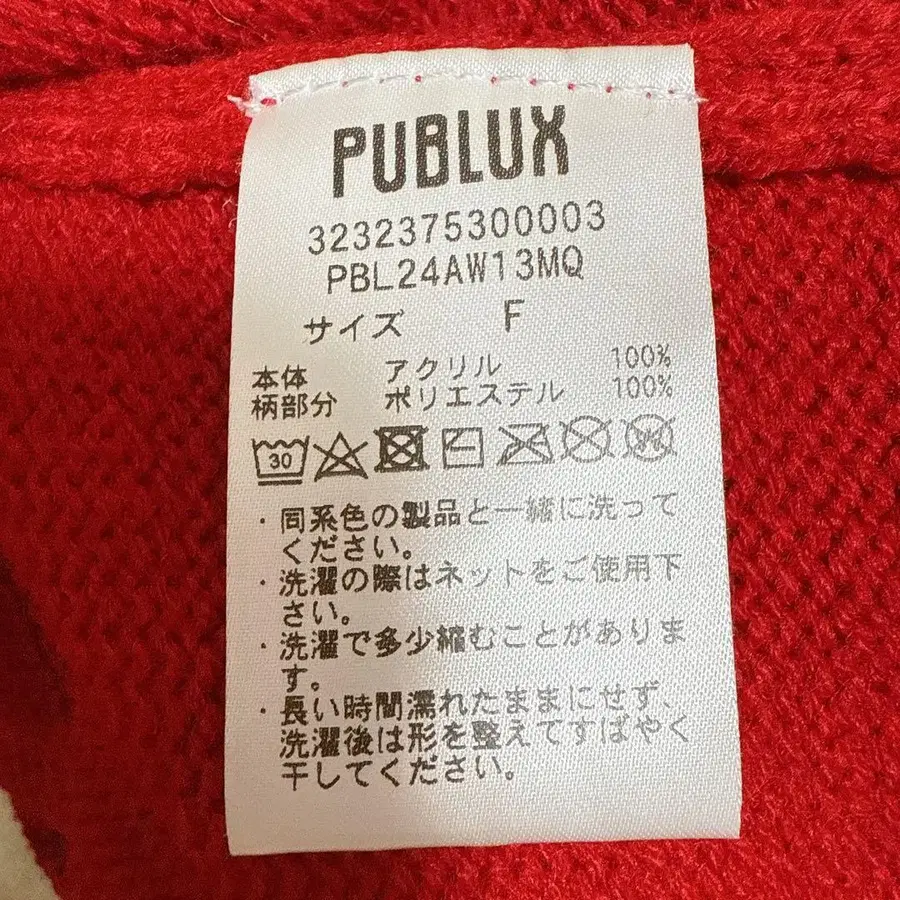 PUBLUX
3232375300003
PBL24AW13MQ
サイズ F
本体 アクリル 100%
柄部分 ポリエステル 100%
30
・同系色の製品と一緒に洗って
ください。
・洗濯の際はネットをご使用下
さい。
・洗濯で多少縮むことがありま
す。
・長い時間濡れたままにせず、
洗濯後は形を整えてすばやく
干してください。